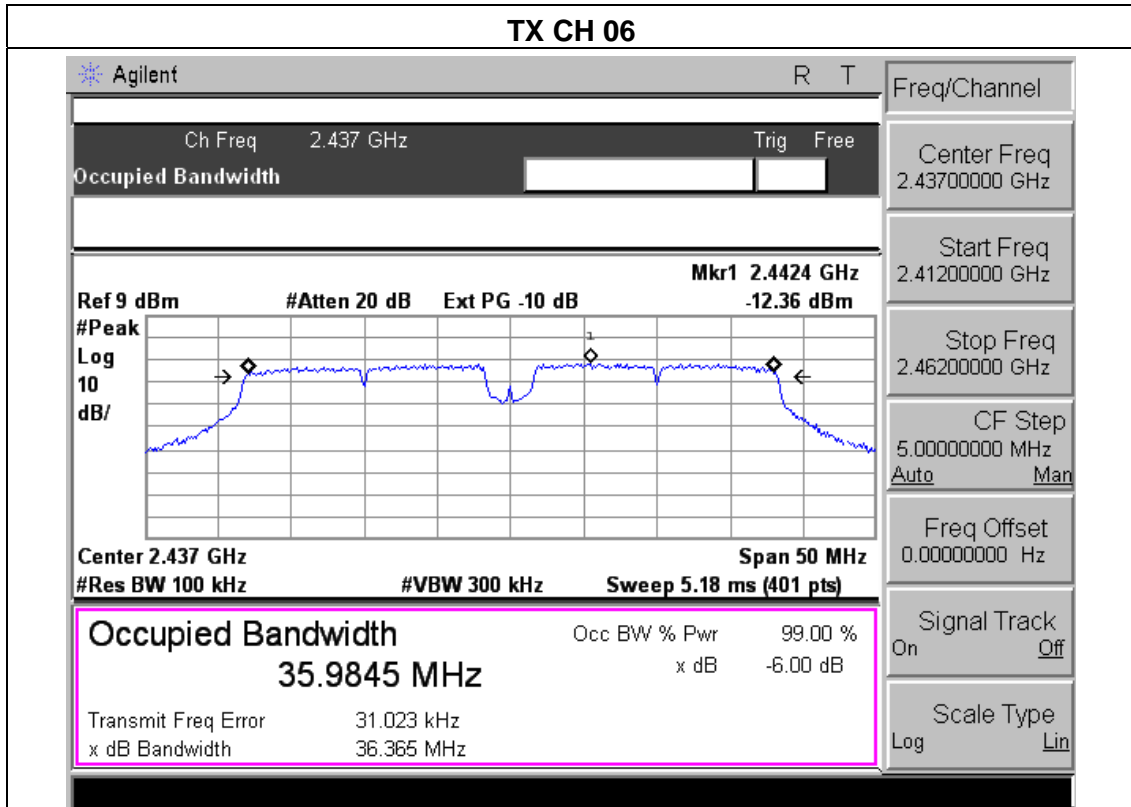 TX CH 06
Agilent R T
Ch Freq 2.437 GHz Trig Free
Occupied Bandwidth
Mkr1 2.4424 GHz
Ref 9 dBm #Atten 20 dB Ext PG -10 dB -12.36 dBm
#Peak
Log
10
dB/
1
Center 2.437 GHz Span 50 MHz
#Res BW 100 kHz #VBW 300 kHz Sweep 5.18 ms (401 pts)
Occupied Bandwidth Occ BW % Pwr 99.00 %
35.9845 MHz x dB -6.00 dB
Transmit Freq Error 31.023 kHz
x dB Bandwidth 36.365 MHz
Freq/Channel
Center Freq
2.43700000 GHz
Start Freq
2.41200000 GHz
Stop Freq
2.46200000 GHz
CF Step
5.00000000 MHz
Auto Man
Freq Offset
0.00000000 Hz
Signal Track
On Off
Scale Type
Log Lin